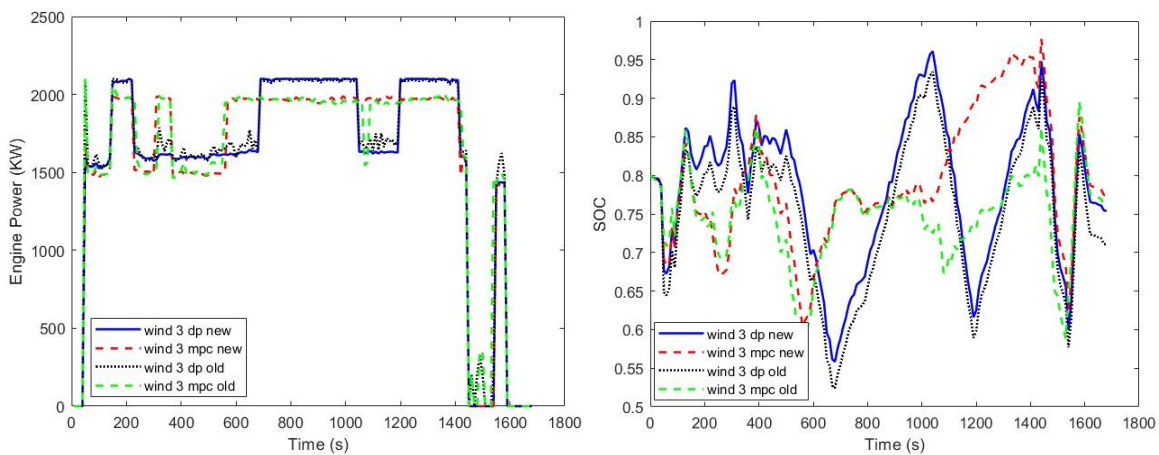 2500
2000
1500
1000
500
0
Engine Power (kW)
wind 3 dp new
wind 3 mpc new
wind 3 dp old
wind 3 mpc old
0 200 400 600 800 1000 1200 1400 1600 1800
Time (s)
1
0.95
0.9
0.85
0.8
0.75
0.7
0.65
0.6
0.55
0.5
SOC
wind 3 dp new
wind 3 mpc new
wind 3 dp old
wind 3 mpc old
0 200 400 600 800 1000 1200 1400 1600 1800
Time (s)